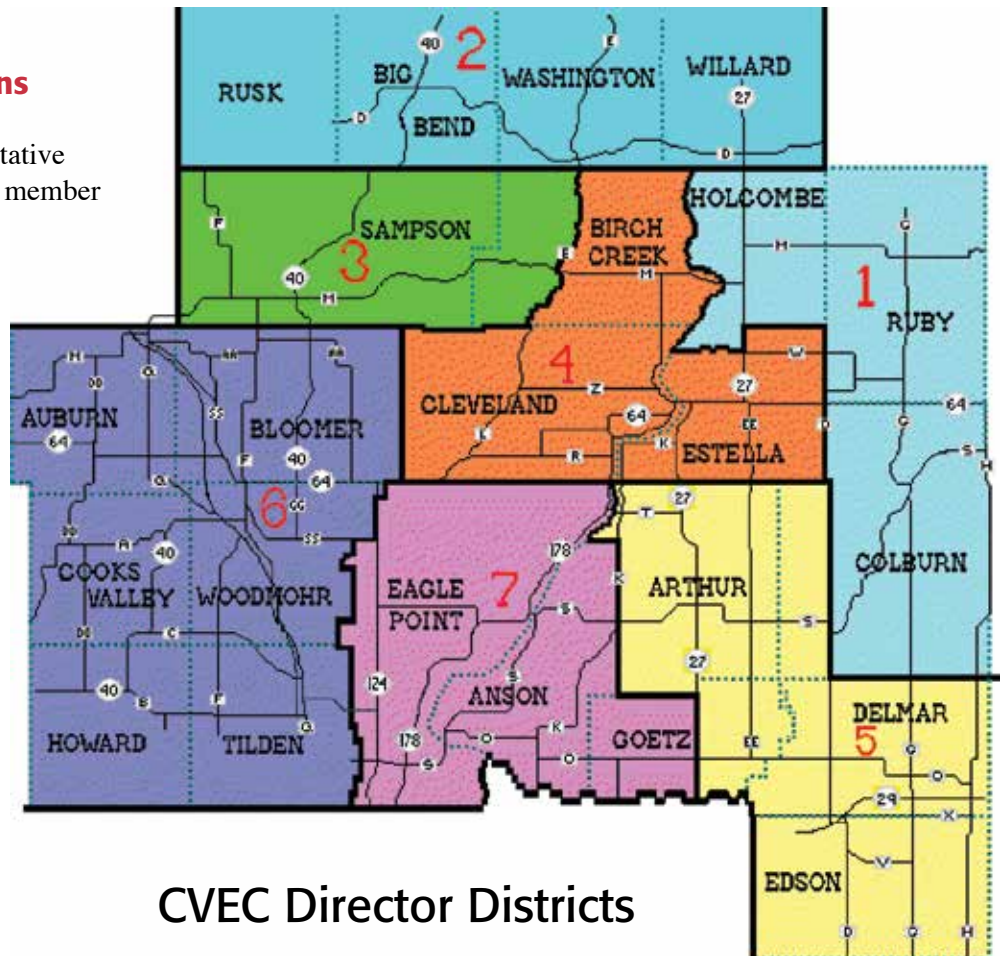 ns
tative
member
40
2
E
RUSK
BIG
WASHINGTON
WILLARD
27
D
BEND
D
HOLCOMBE
F
SAMPSON
BIRCH
CREEK
G
3
E
H
40
M
1
M
RUBY
4
W
H
Q
AA
AA
DD
27
Z
CLEVELAND
64
AUBURN
SS
64
EE
D
G
BLOOMER
K
64
F
40
R
ESTELLA
S
H
Q
64
6
GG
27
T
DD
A
40
SS
178
COOKS
VALLEY
WOODMOHR
EAGLE
POINT
7
K
ARTHUR
COLBURN
S
S
DD
C
27
124
S
40
B
F
ANSON
HOWARD
TILDEN
Q
178
K
O
GOETZ
EE
DELMAR
5
G
S
O
O
29
K
V
EDSON
CVEC Director Districts
D
G
H